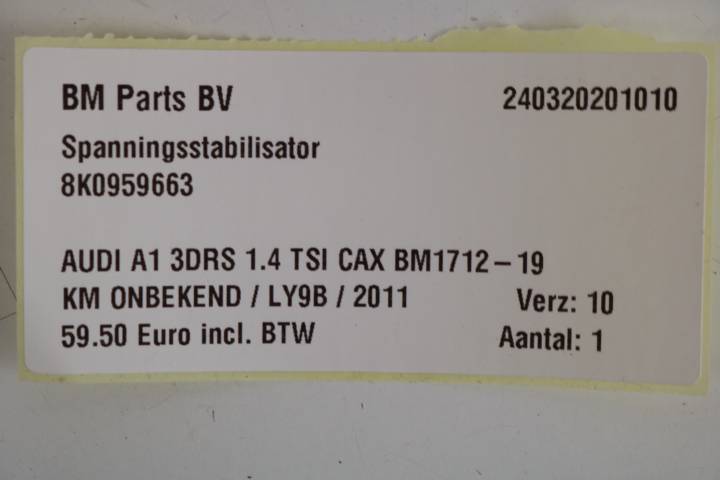 BM Parts BV 240320201010
Spanningsstabilisator
8K0959663
AUDI A1 3DRS 1.4 TSI CAX BM1712-19
KM ONBEKEND / LY9B / 2011 Verz: 10
59.50 Euro incl. BTW Aantal: 1